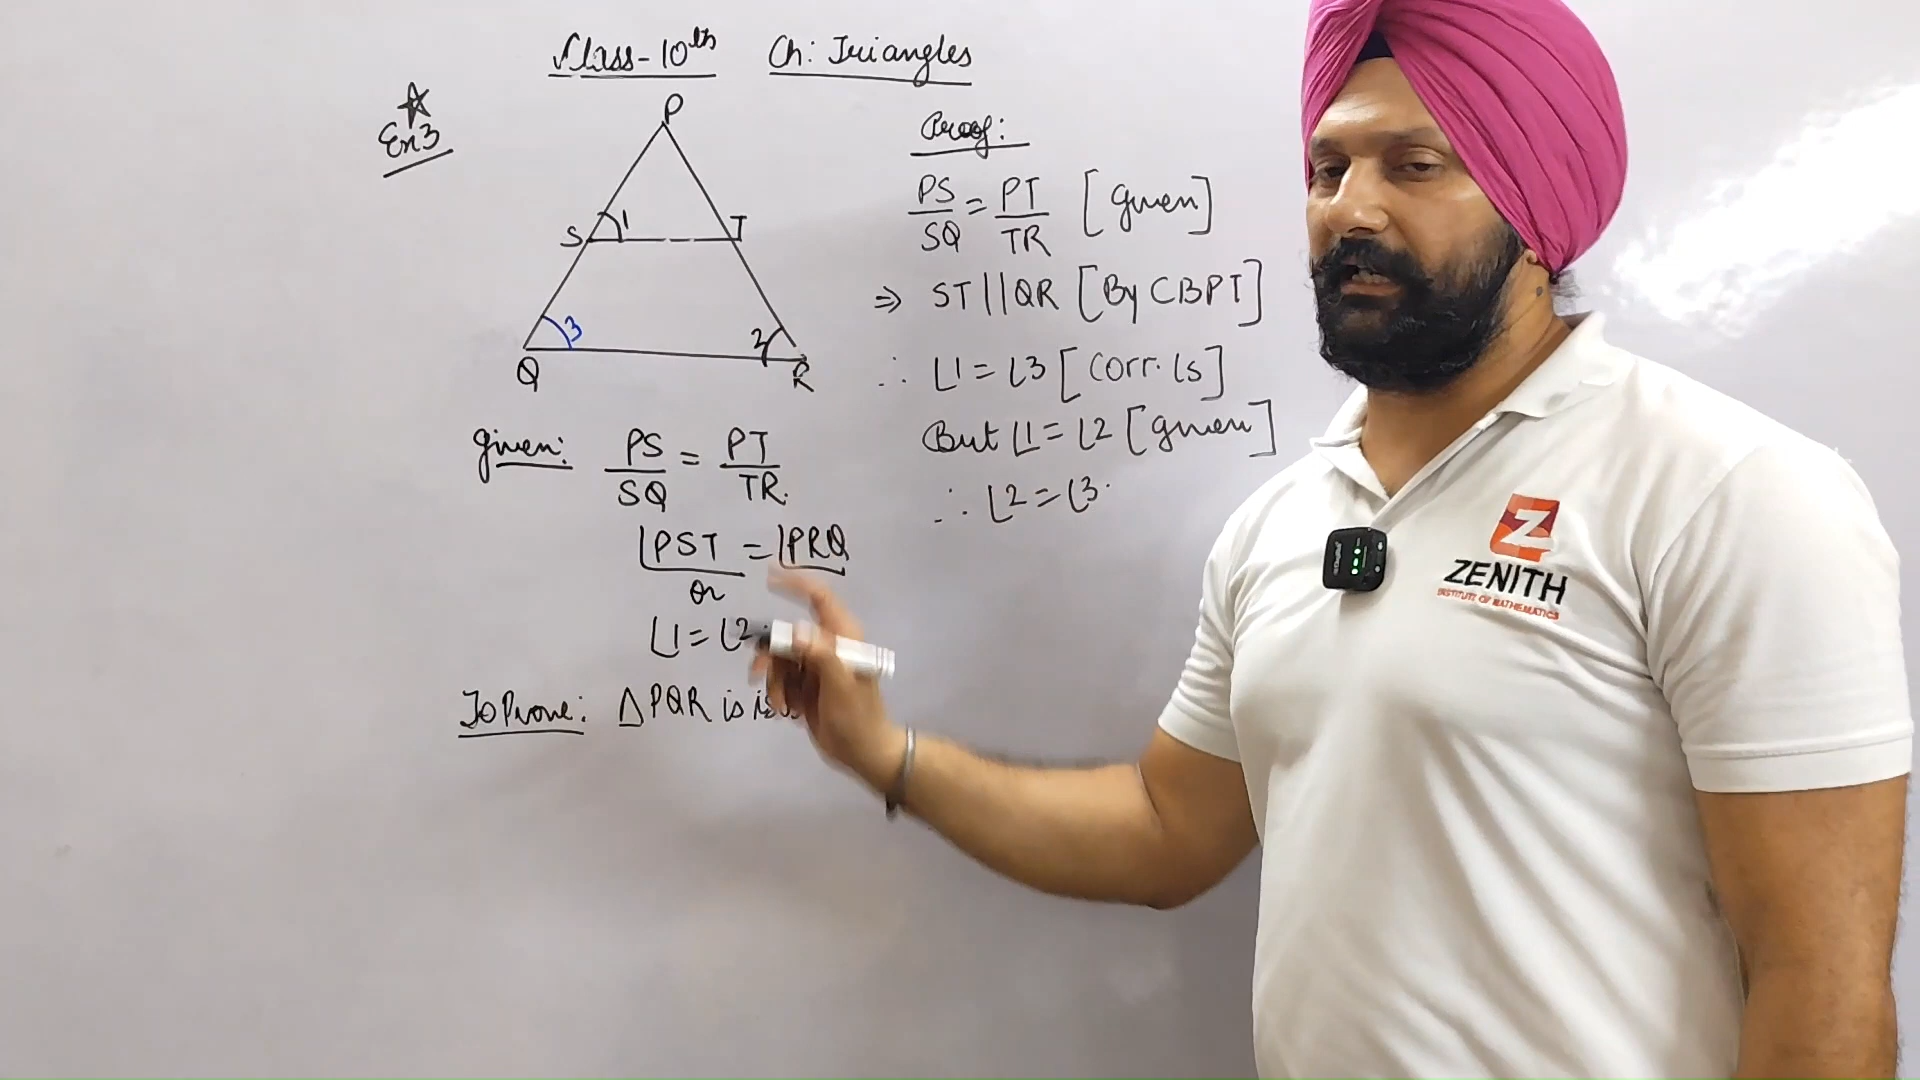 Class-10th Ch: Triangles
Ex3
P
S 1 T
3 2
Q R
Given: PS/SQ = PT/TR.
∠PST = ∠PRQ
or
∠1 = ∠2.
To Prove: △PQR is
Proof:
PS/SQ = PT/TR [Given]
⇒ ST||QR [By CBPT]
∴ ∠1 = ∠3 [Corr. ∠s]
But ∠1 = ∠2 [Given]
∴ ∠2 = ∠3.
Z
ZENITH
INSTITUTE OF MATHEMATICS